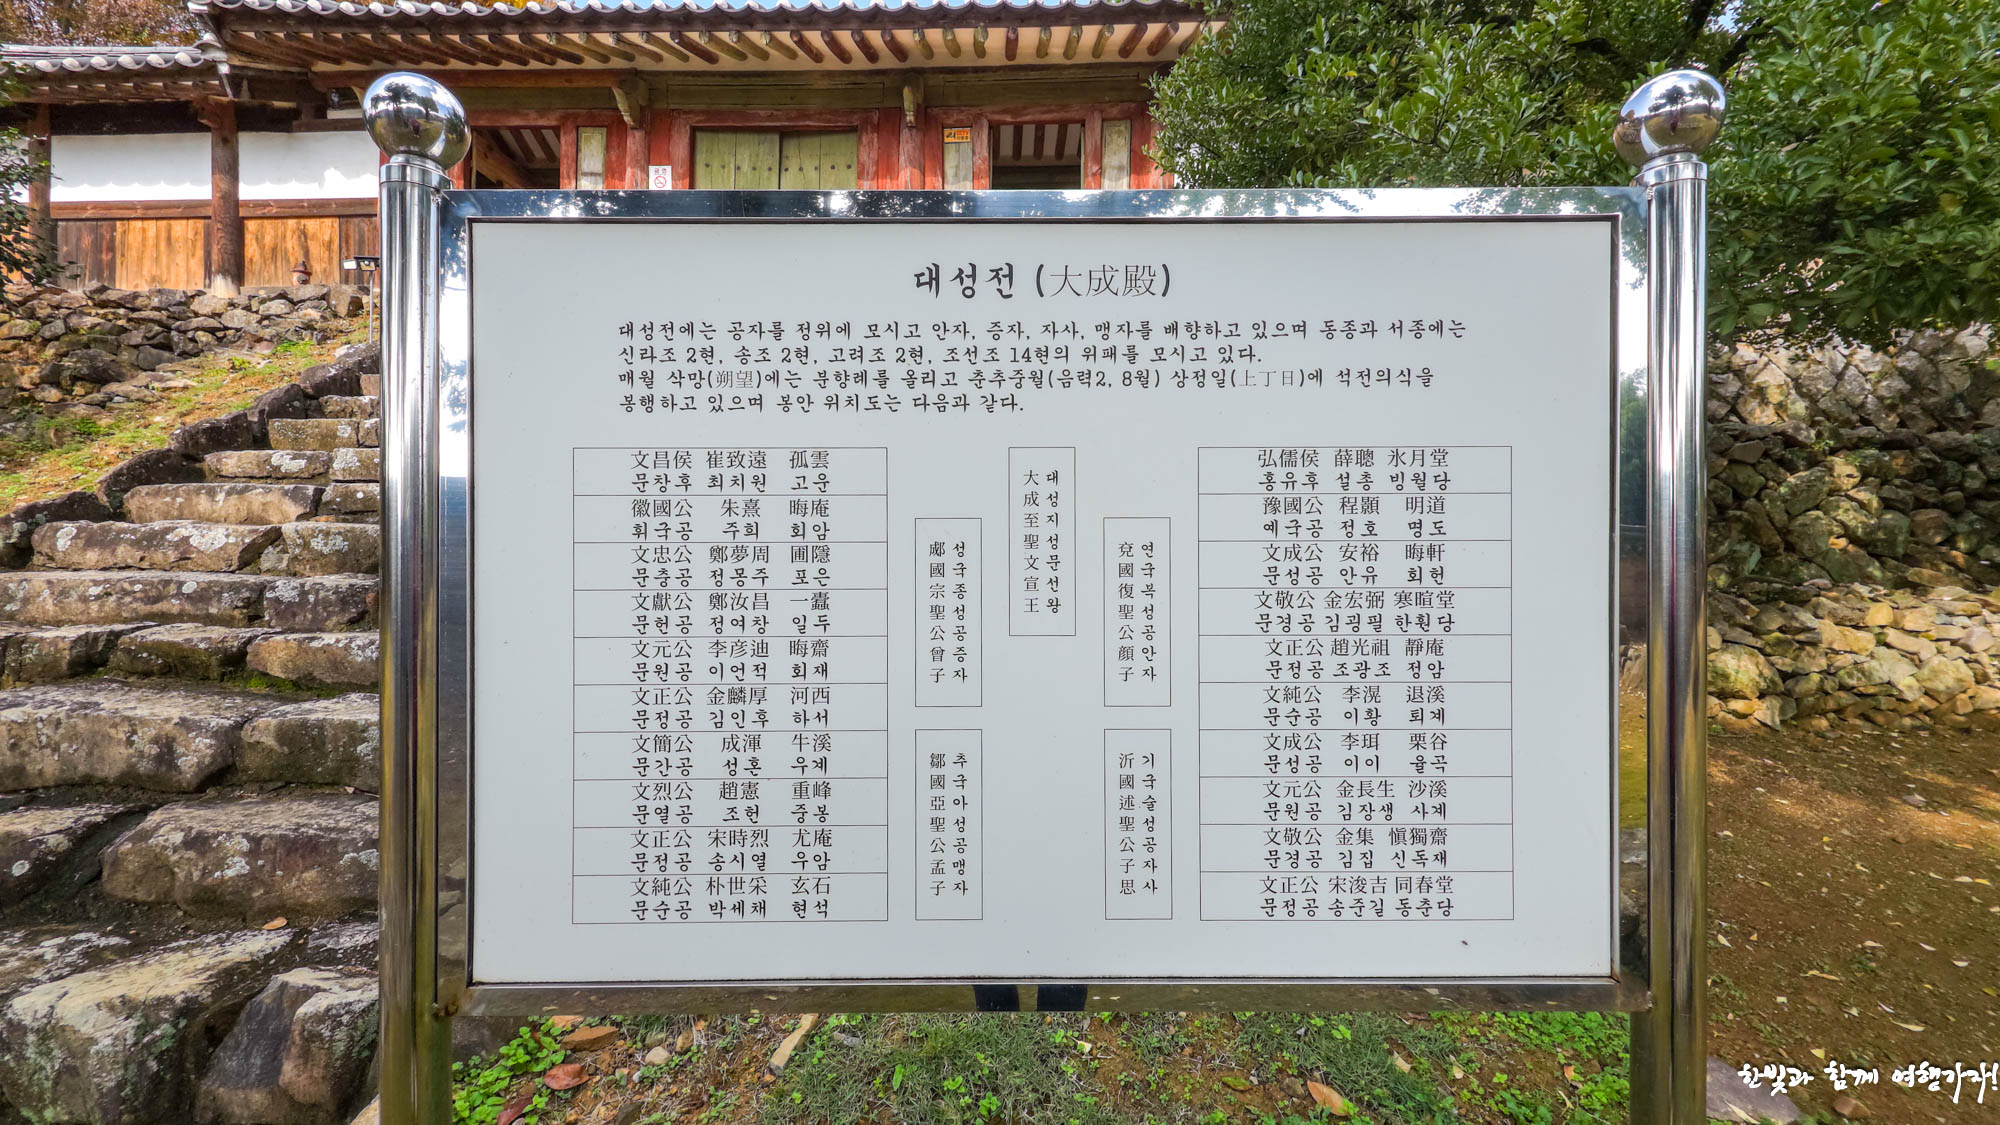 대성전 (大成殿)
대성전에는 공자를 정위에 모시고 안자, 증자, 자사, 맹자를 배향하고 있으며 동종과 서종에는
신라조 2현, 송조 2현, 고려조 2현, 조선조 14현의 위패를 모시고 있다.
매월 삭망(朔望)에는 분향례를 올리고 춘추중월(음력2, 8월) 상정일(上丁日)에 석전의식을
봉행하고 있으며 봉안 위치도는 다음과 같다.
文昌侯 崔致遠 孤雲
문창후 최치원 고운
徽國公 朱熹 晦庵
휘국공 주희 회암
文忠公 鄭夢周 圃隱
문충공 정몽주 포은
文獻公 鄭汝昌 一蠹
문헌공 정여창 일두
文元公 李彦迪 晦齋
문원공 이언적 회재
文正公 金麟厚 河西
문정공 김인후 하서
文簡公 成渾 牛溪
문간공 성혼 우계
文烈公 趙憲 重峰
문열공 조헌 중봉
文正公 宋時烈 尤庵
문정공 송시열 우암
文純公 朴世采 玄石
문순공 박세채 현석
郕國宗聖公曾子
성국종성공증자
鄒國亞聖公孟子
추국아성공맹자
大成至聖文宣王
대성지성문선왕
兗國復聖公顔子
연국복성공안자
沂國述聖公子思
기국술성공자사
弘儒侯 薛聰 氷月堂
홍유후 설총 빙월당
豫國公 程顥 明道
예국공 정호 명도
文成公 安裕 晦軒
문성공 안유 회헌
文敬公 金宏弼 寒暄堂
문경공 김굉필 한훤당
文正公 趙光祖 靜庵
문정공 조광조 정암
文純公 李滉 退溪
문순공 이황 퇴계
文成公 李珥 栗谷
문성공 이이 율곡
文元公 金長生 沙溪
문원공 김장생 사계
文敬公 金集 愼獨齋
문경공 김집 신독재
文正公 宋浚吉 同春堂
문정공 송준길 동춘당
한빛과 함께 여행가자!